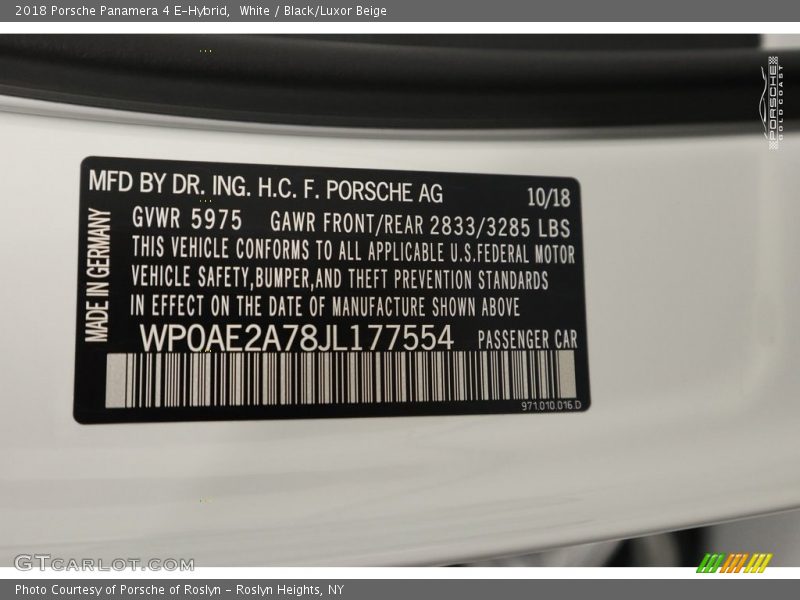 2018 Porsche Panamera 4 E-Hybrid,  White / Black/Luxor Beige
PORSCHE
GOLD COAST
MFD BY DR. ING. H.C. F. PORSCHE AG 10/18
MADE IN GERMANY
GVWR 5975 GAWR FRONT/REAR 2833/3285 LBS
THIS VEHICLE CONFORMS TO ALL APPLICABLE U.S.FEDERAL MOTOR
VEHICLE SAFETY,BUMPER,AND THEFT PREVENTION STANDARDS
IN EFFECT ON THE DATE OF MANUFACTURE SHOWN ABOVE
WP0AE2A78JL177554 PASSENGER CAR
971.010.016.D
GTCARLOT.COM
Photo Courtesy of Porsche of Roslyn - Roslyn Heights, NY